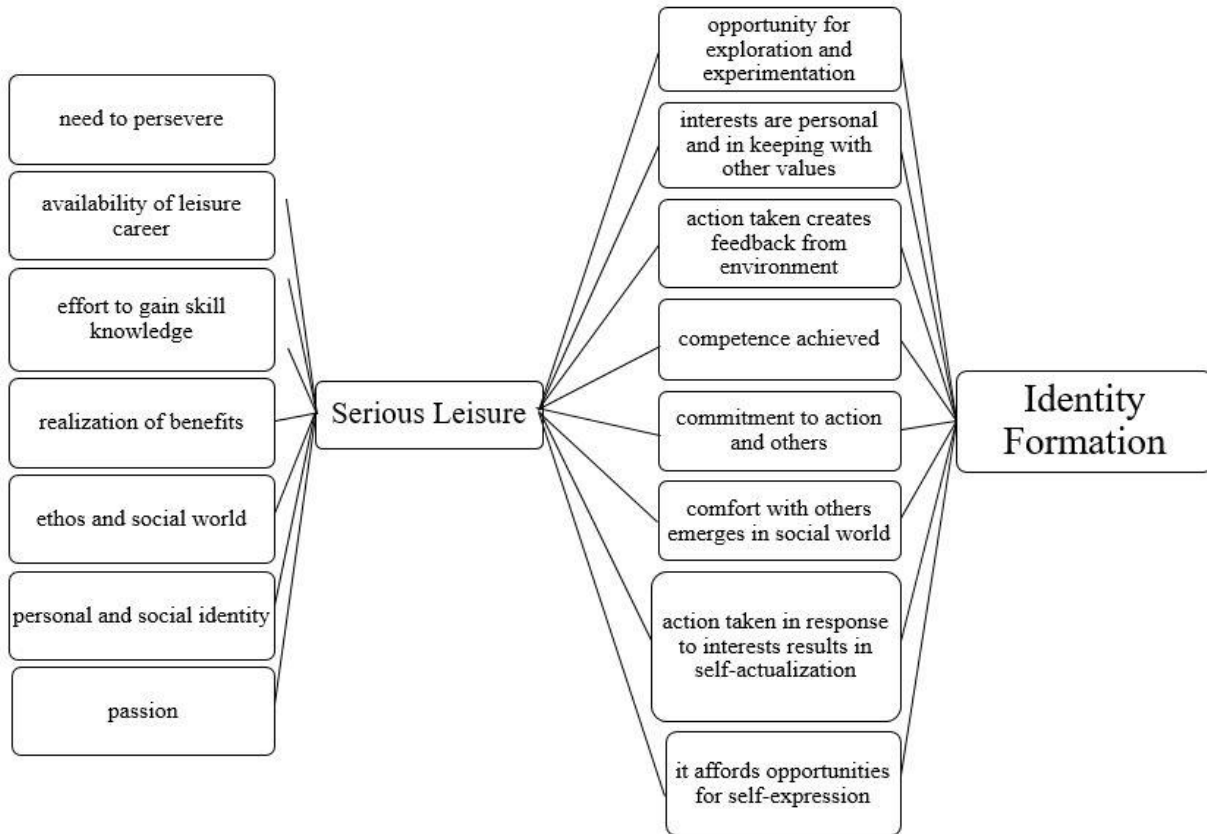 need to persevere
availability of leisure
career
effort to gain skill
knowledge
realization of benefits
ethos and social world
personal and social identity
passion
Serious Leisure
opportunity for
exploration and
experimentation
interests are personal
and in keeping with
other values
action taken creates
feedback from
environment
competence achieved
commitment to action
and others
comfort with others
emerges in social world
action taken in response
to interests results in
self-actualization
it affords opportunities
for self-expression
Identity
Formation